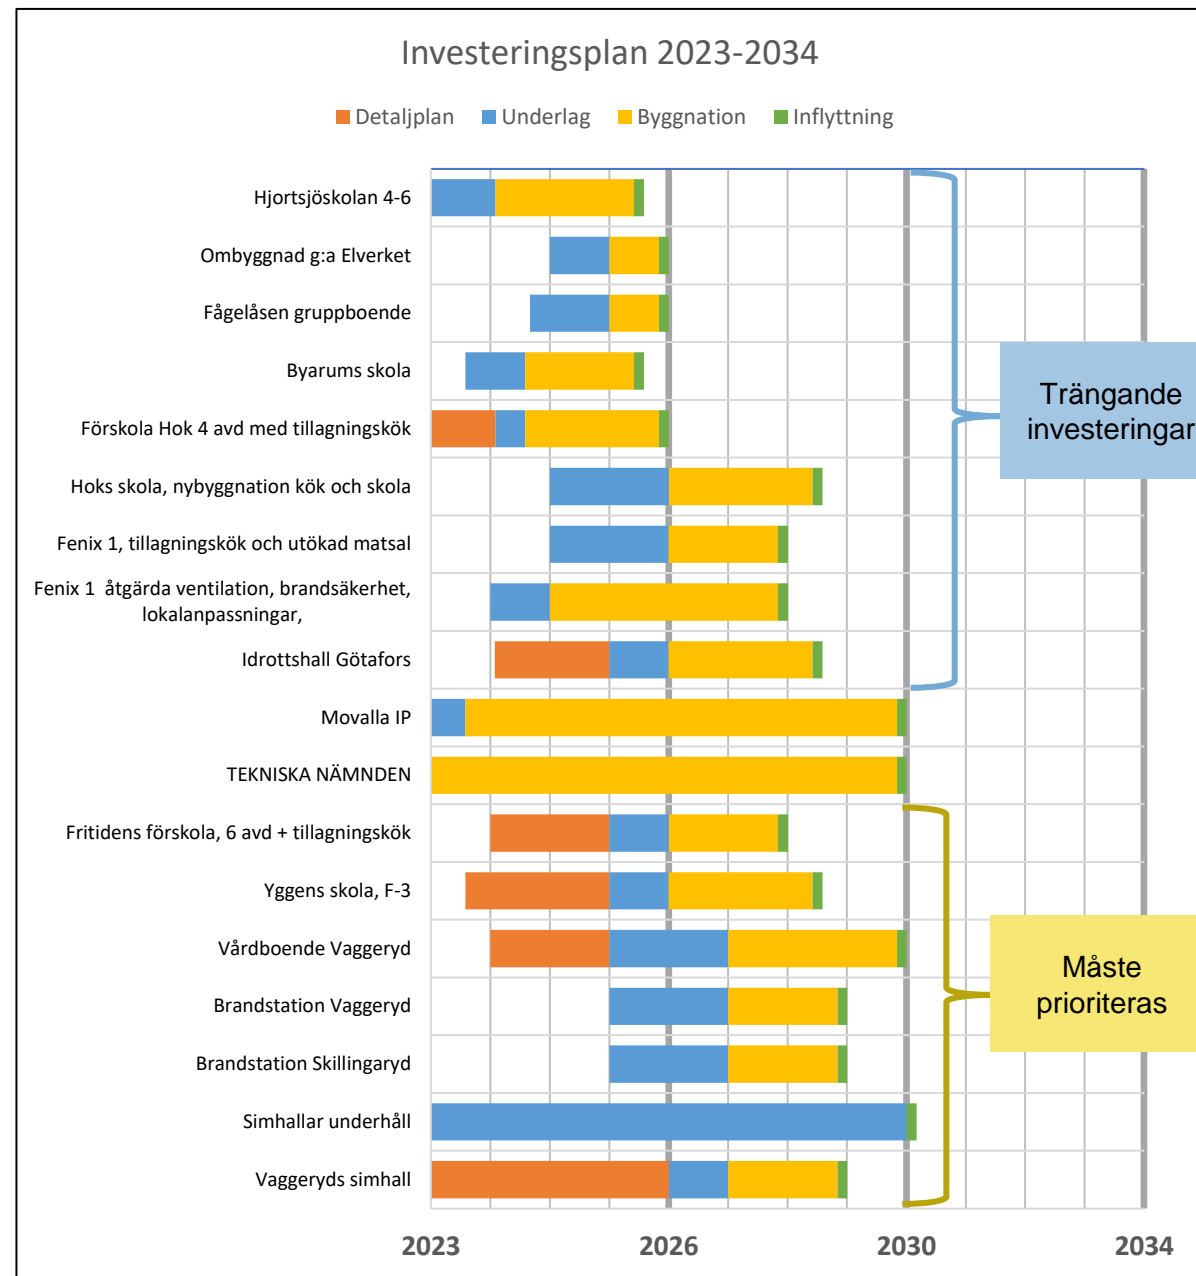 Investeringsplan 2023-2034
Detaljplan Underlag Byggnation Inflyttning
Hjortsjöskolan 4-6
Ombyggnad g:a Elverket
Fågelåsen gruppboende
Byarums skola
Förskola Hok 4 avd med tillagningskök
Hoks skola, nybyggnation kök och skola
Fenix 1, tillagningskök och utökad matsal
Fenix 1 åtgärda ventilation, brandsäkerhet,
lokalanpassningar,
Idrottshall Götafors
Movalla IP
TEKNISKA NÄMNDEN
Fritidens förskola, 6 avd + tillagningskök
Yggens skola, F-3
Vårdboende Vaggeryd
Brandstation Vaggeryd
Brandstation Skillingaryd
Simhallar underhåll
Vaggeryds simhall
Trängande
investeringar
Måste
prioriteras
2023 2026 2030 2034